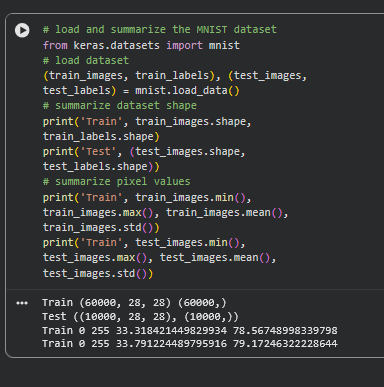 # load and summarize the MNIST dataset
from keras.datasets import mnist
# load dataset
(train_images, train_labels), (test_images,
test_labels) = mnist.load_data()
# summarize dataset shape
print('Train', train_images.shape,
train_labels.shape)
print('Test', (test_images.shape,
test_labels.shape))
# summarize pixel values
print('Train', train_images.min(),
train_images.max(), train_images.mean(),
train_images.std())
print('Train', test_images.min(),
test_images.max(), test_images.mean(),
test_images.std())
Train (60000, 28, 28) (60000,)
Test ((10000, 28, 28), (10000,))
Train 0 255 33.318421449829934 78.56748998339798
Train 0 255 33.791224489795916 79.17246322228644